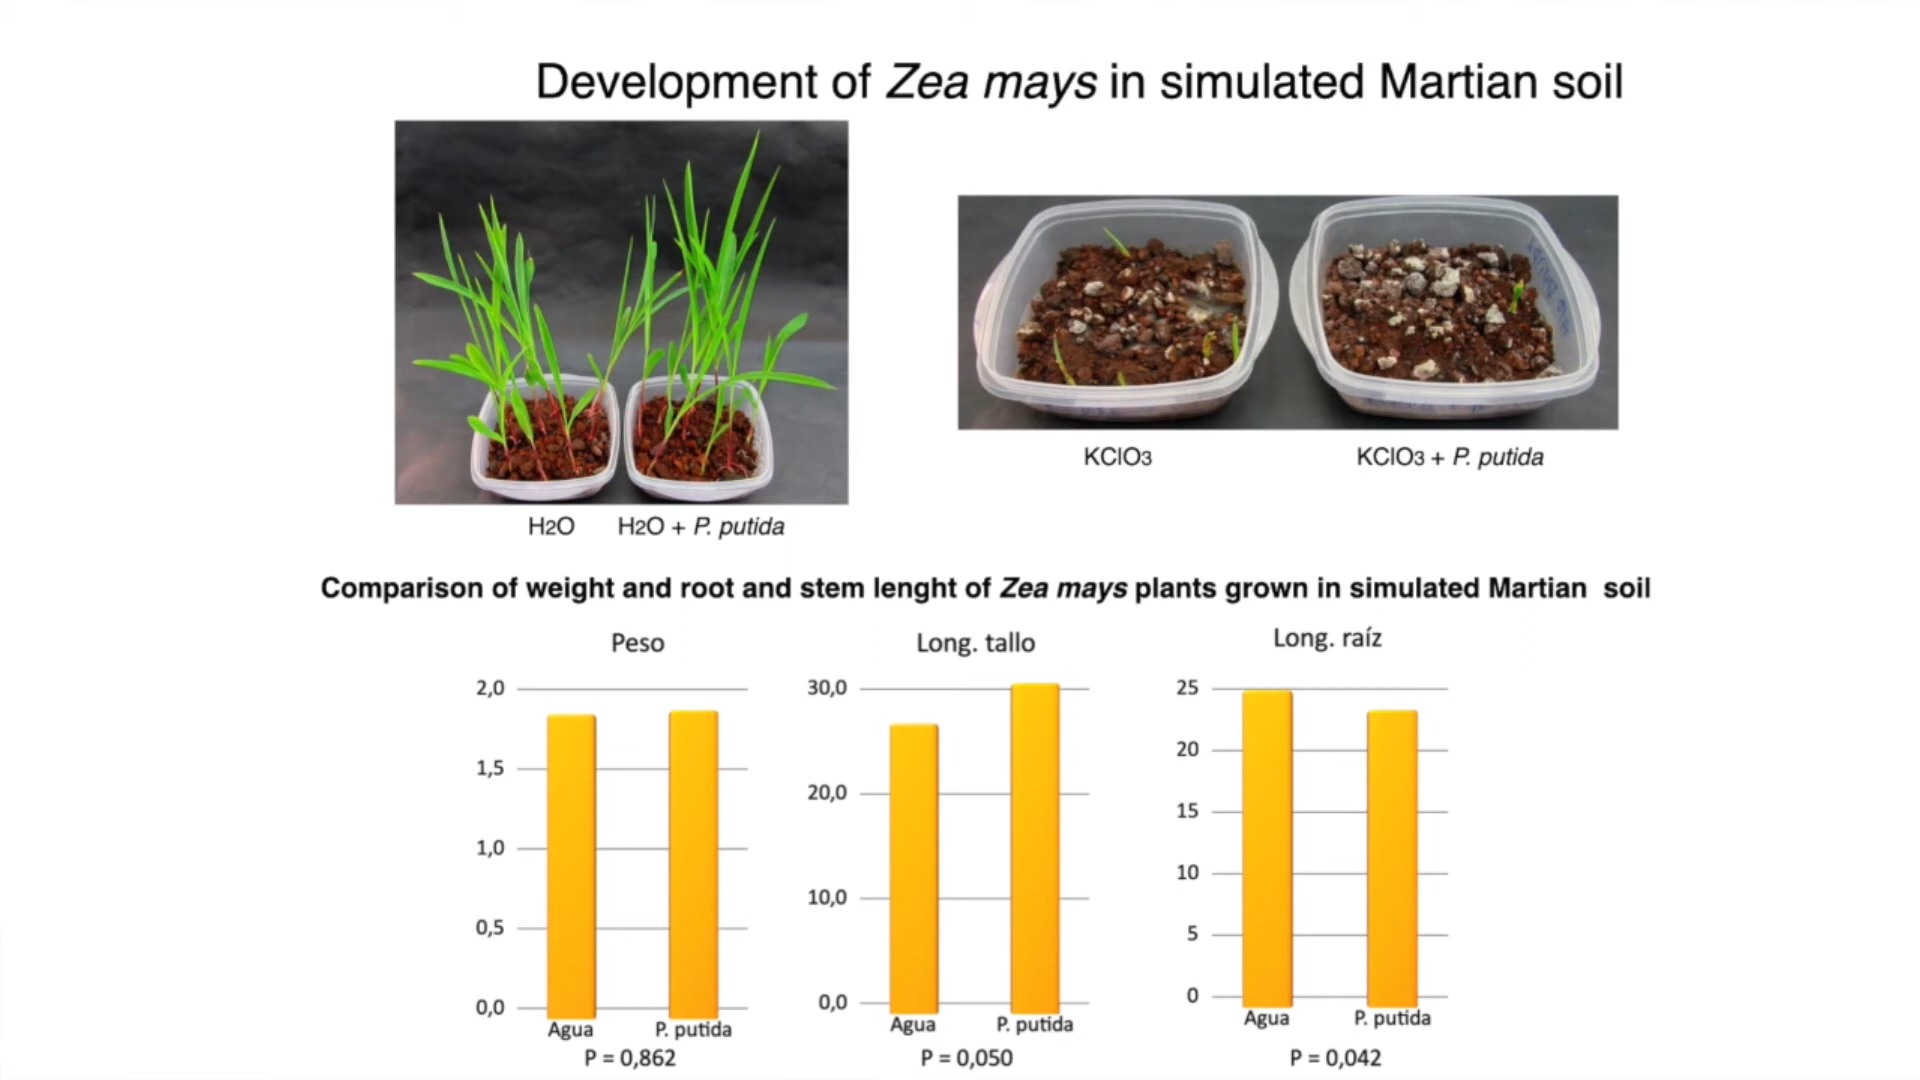 Development of Zea mays in simulated Martian soil
H2O
H2O + P. putida
KClO3
KClO3 + P. putida
Comparison of weight and root and stem lenght of Zea mays plants grown in simulated Martian soil
Peso
2,0
1,5
1,0
0,5
0,0
Agua
P. putida
P = 0,862
Long. tallo
30,0
20,0
10,0
0,0
Agua
P. putida
P = 0,050
Long. raíz
25
20
15
10
5
0
Agua
P. putida
P = 0,042